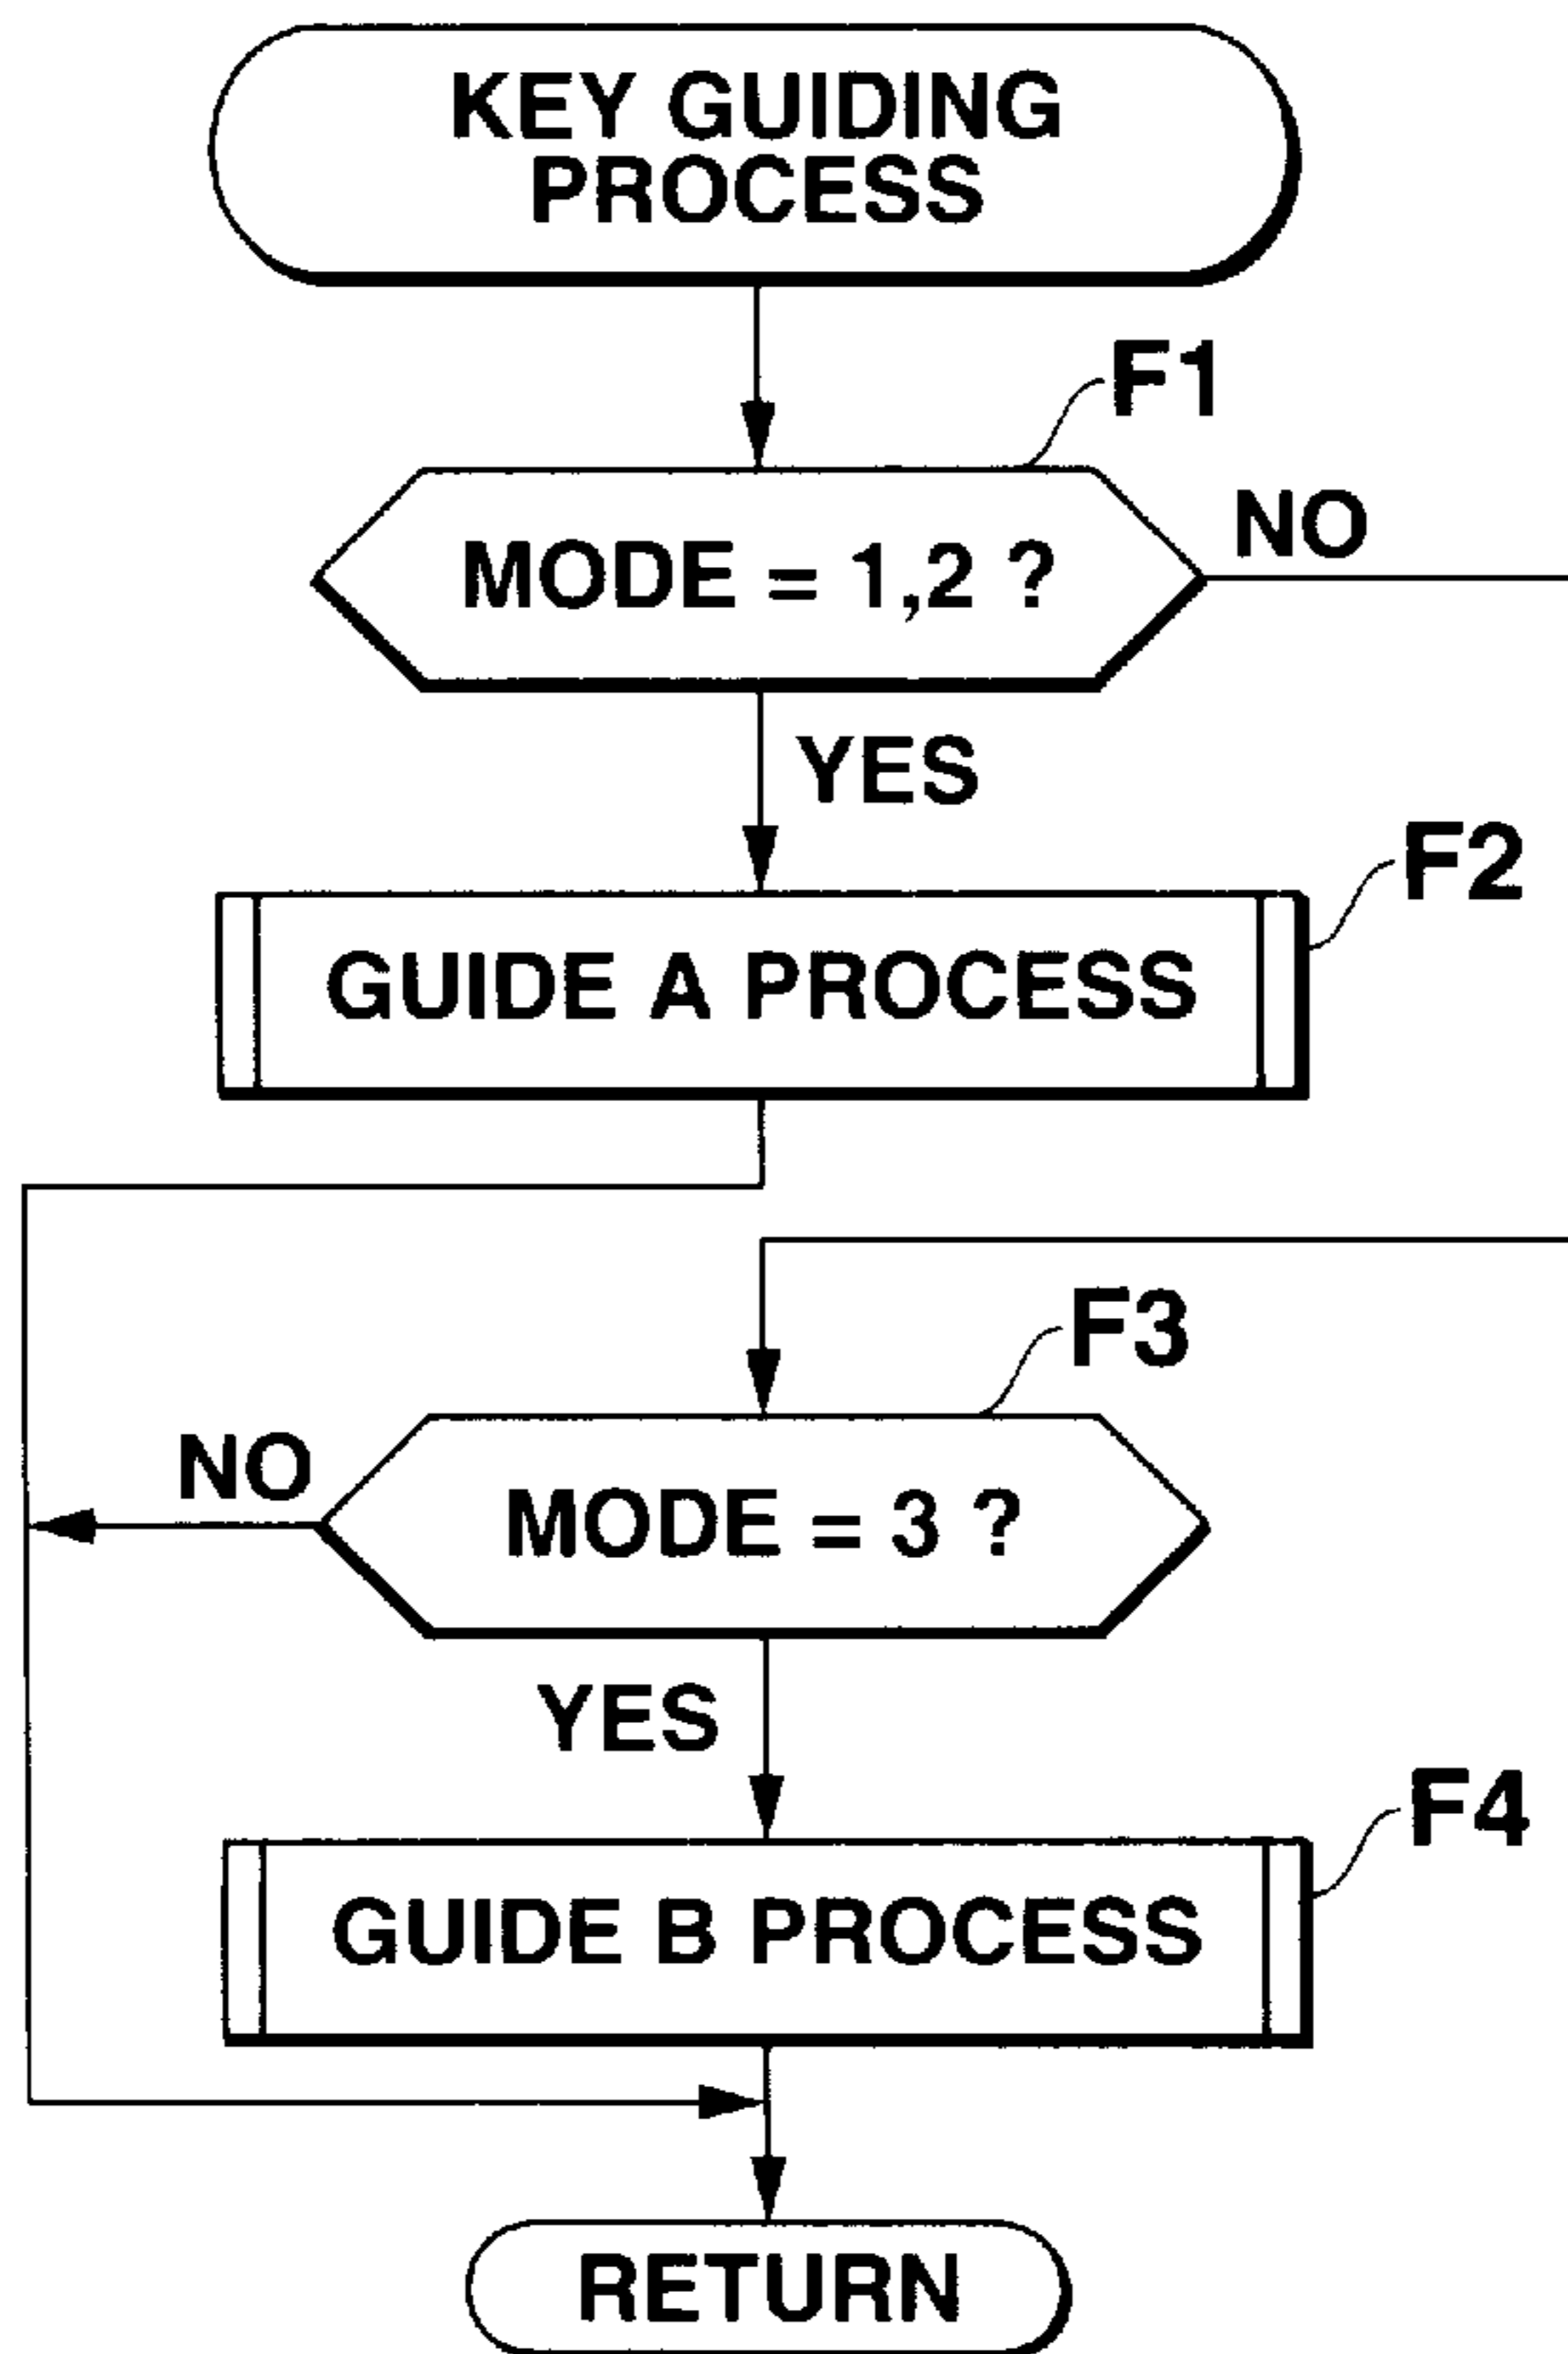 KEY GUIDING
PROCESS
F1
MODE = 1,2 ?
NO
YES
F2
GUIDE A PROCESS
F3
NO
MODE = 3 ?
YES
F4
GUIDE B PROCESS
RETURN